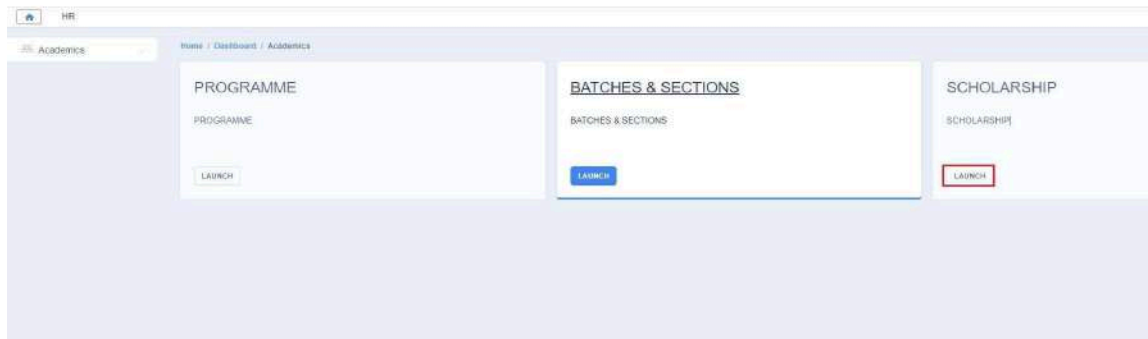 HR
Academics
Home / Dashboard / Academics
PROGRAMME
PROGRAMME
LAUNCH
BATCHES & SECTIONS
BATCHES & SECTIONS
LAUNCH
SCHOLARSHIP
SCHOLARSHIP
LAUNCH